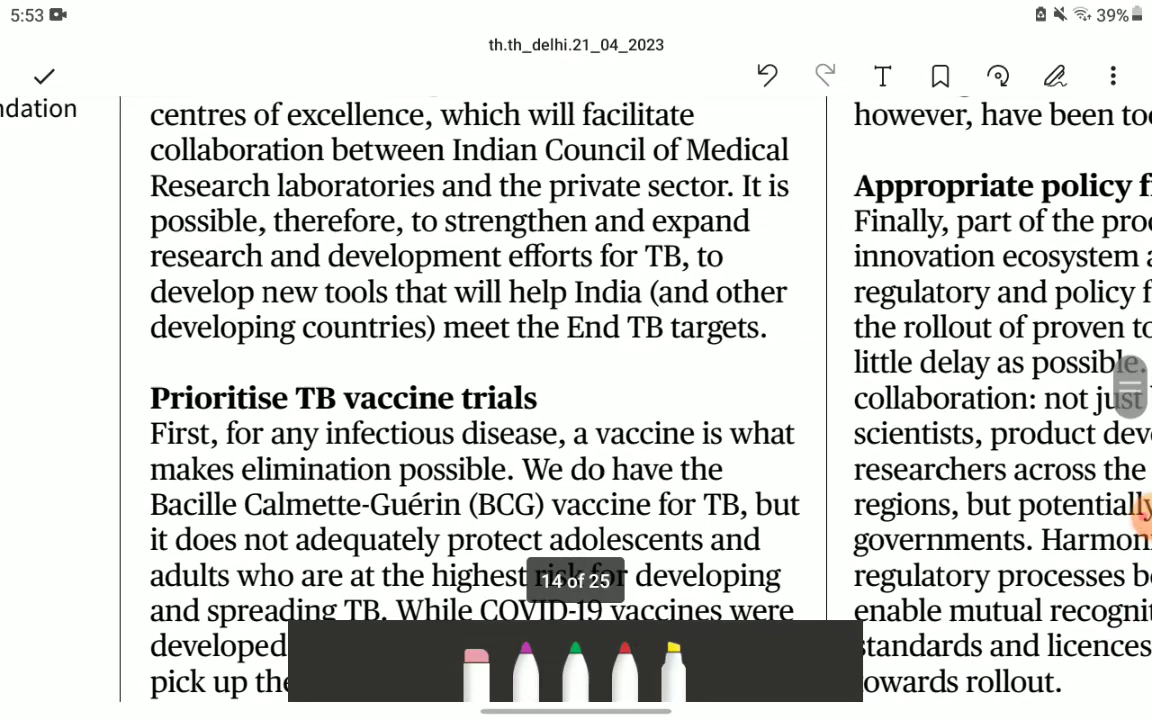 5:53
39%
th.th_delhi.21_04_2023
T
ndation
centres of excellence, which will facilitate
collaboration between Indian Council of Medical
Research laboratories and the private sector. It is
possible, therefore, to strengthen and expand
research and development efforts for TB, to
develop new tools that will help India (and other
developing countries) meet the End TB targets.
Prioritise TB vaccine trials
First, for any infectious disease, a vaccine is what
makes elimination possible. We do have the
Bacille Calmette-Guérin (BCG) vaccine for TB, but
it does not adequately protect adolescents and
adults who are at the highest risk for developing
and spreading TB. While COVID-19 vaccines were
developed
pick up the
14 of 25
however, have been
Appropriate policy
Finally, part of the
innovation ecosystem
regulatory and policy
the rollout of proven
little delay as possible.
collaboration: not just
scientists, product
researchers across the
regions, but potentially
governments.
regulatory processes
enable mutual
standards and licences
towards rollout.